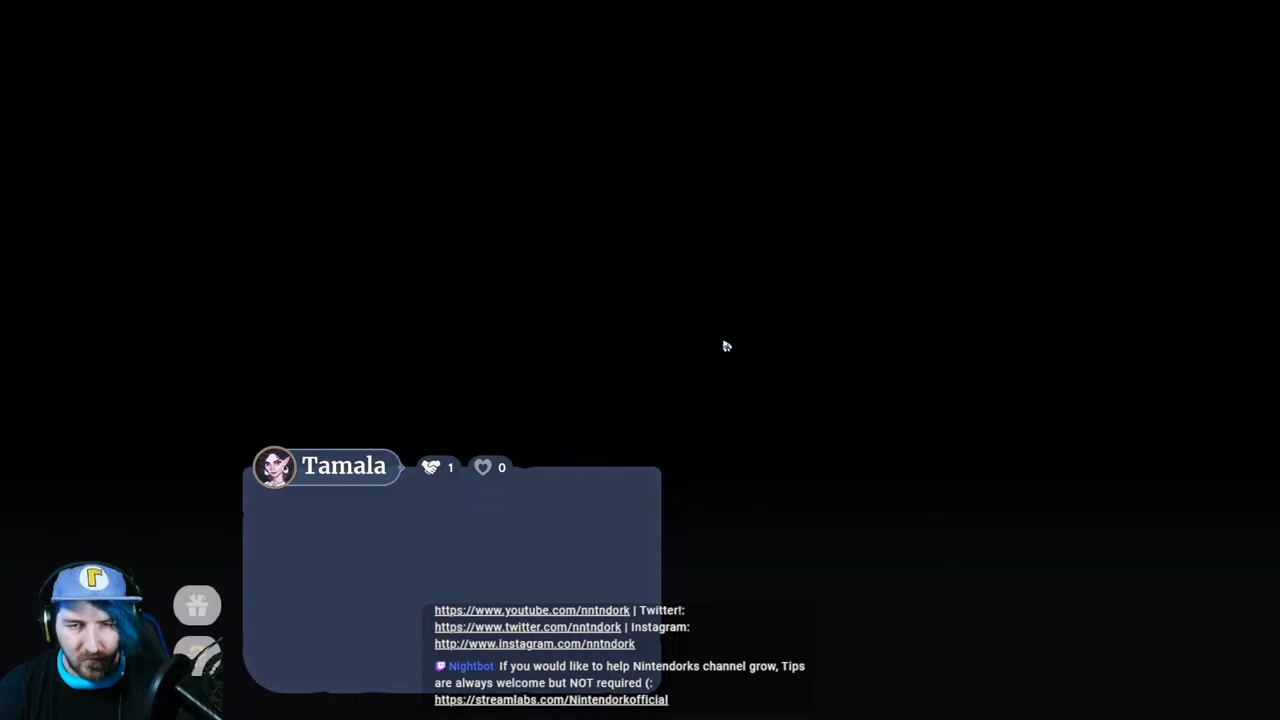 Tamala
1
0
https://www.youtube.com/nntndork | Twitter!:
https://www.twitter.com/nntndork | Instagram:
http://www.instagram.com/nntndork
Nightbot If you would like to help Nintendorks channel grow, Tips
are always welcome but NOT required (:
https://streamlabs.com/Nintendorkofficial